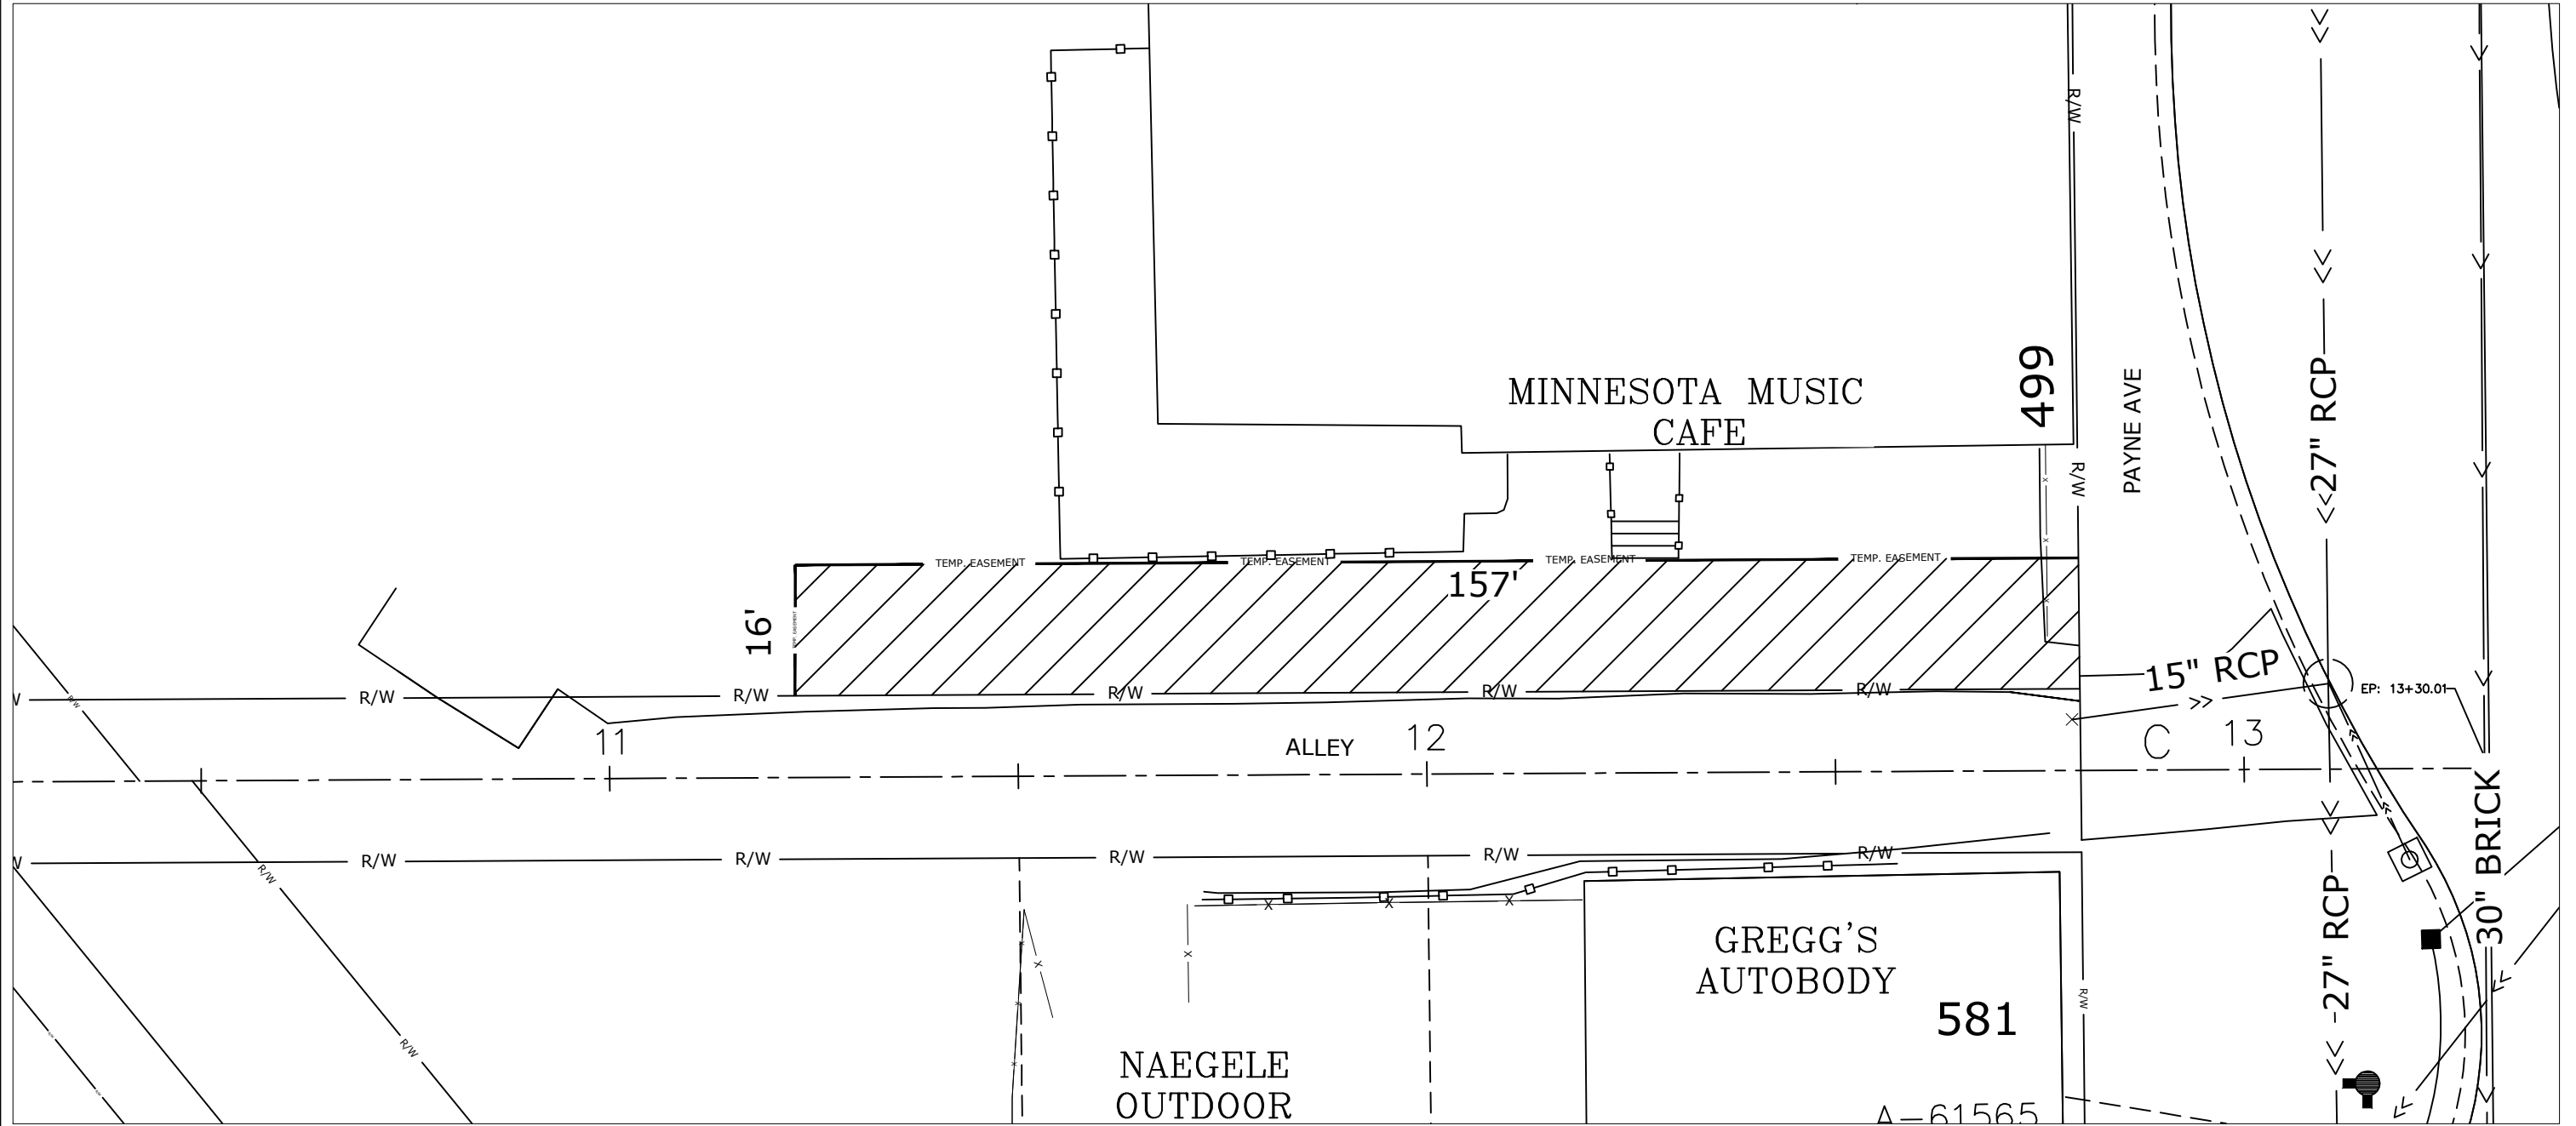 R/W
MINNESOTA MUSIC
CAFE
499
PAYNE AVE
27" RCP
R/W
TEMP. EASEMENT
TEMP. EASEMENT
TEMP. EASEMENT
TEMP. EASEMENT
157'
16'
TEMP. EASEMENT
15" RCP
EP: 13+30.01
R/W
R/W
R/W
R/W
R/W
R/W
R/W
11
ALLEY
12
C
13
30" BRICK
R/W
R/W
R/W
R/W
R/W
R/W
R/W
27" RCP
GREGG'S
AUTOBODY
581
R/W
NAEGELE
OUTDOOR
A-61565